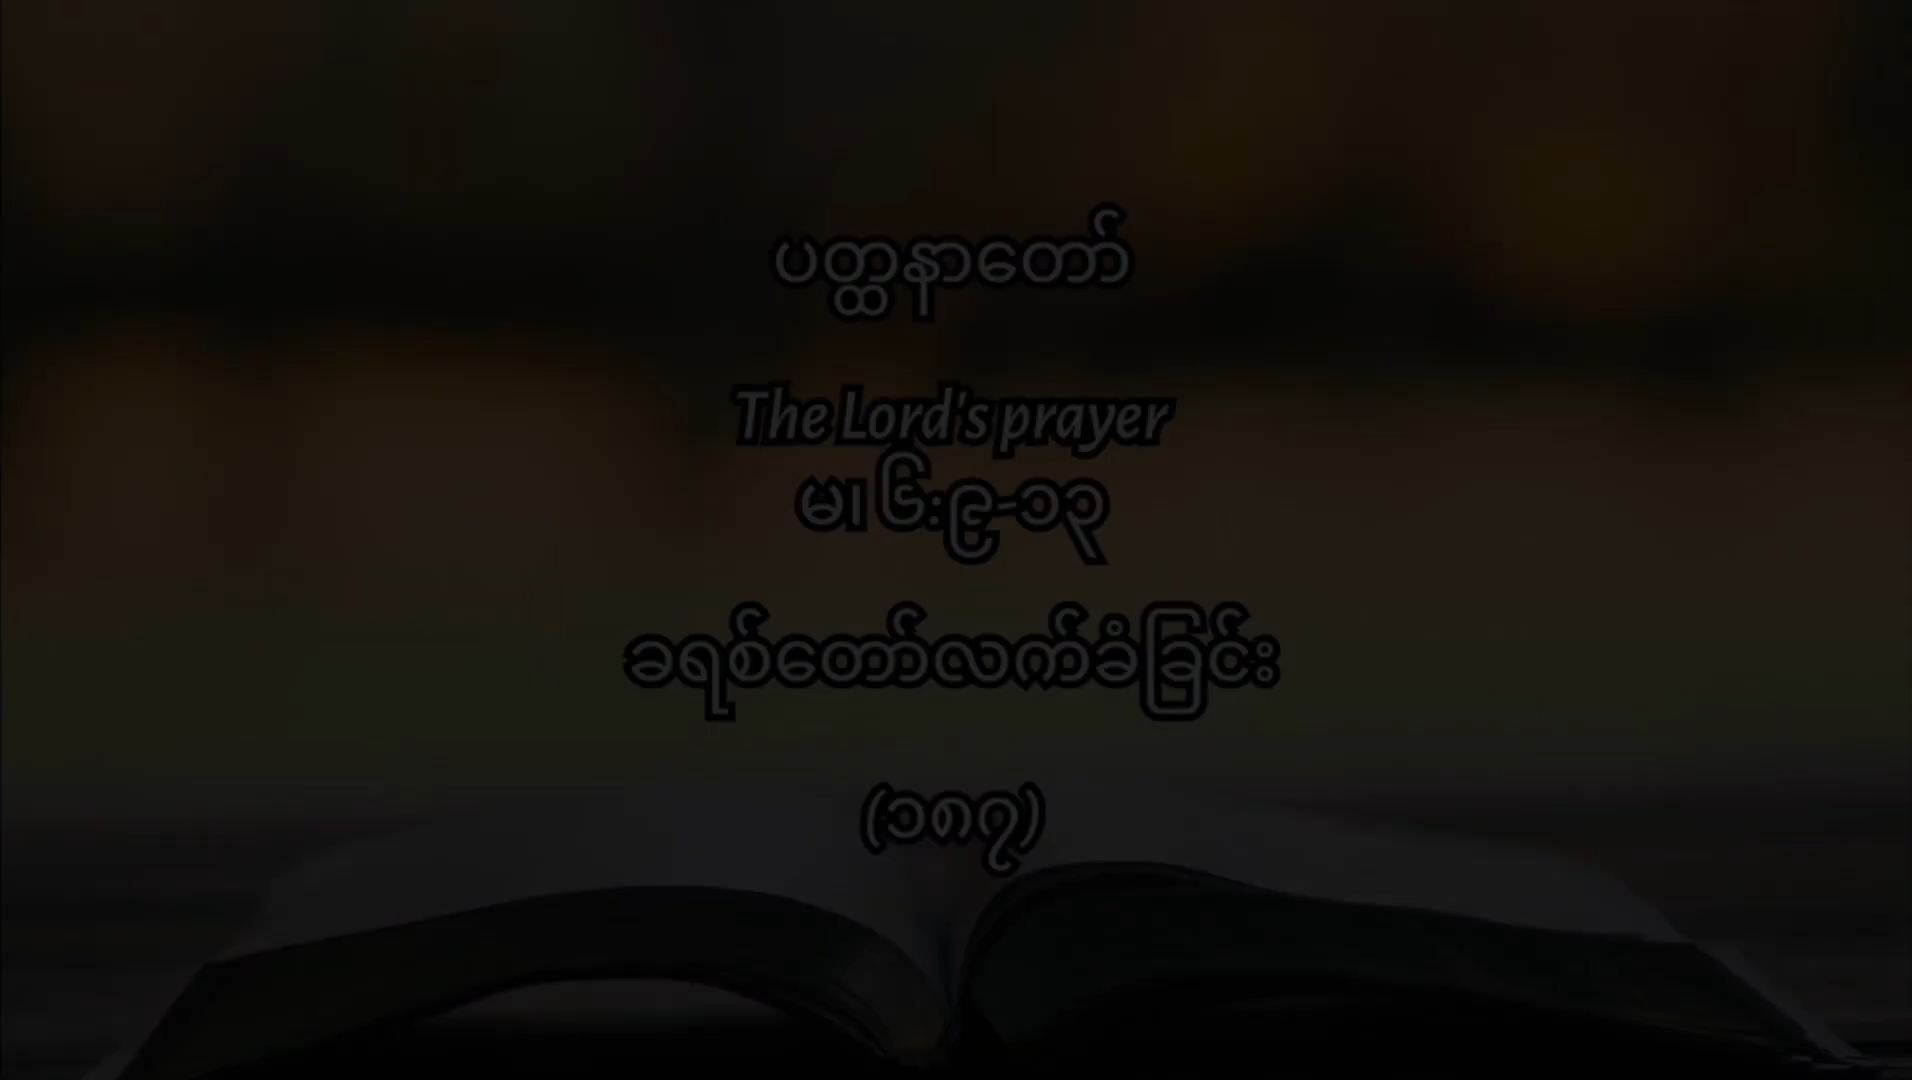 ပတ္ထနာတော်
The Lord's prayer
မ၊ ၆း၉-၁၃
ခရစ်တော်လက်ခံခြင်း
(၁၈၇)